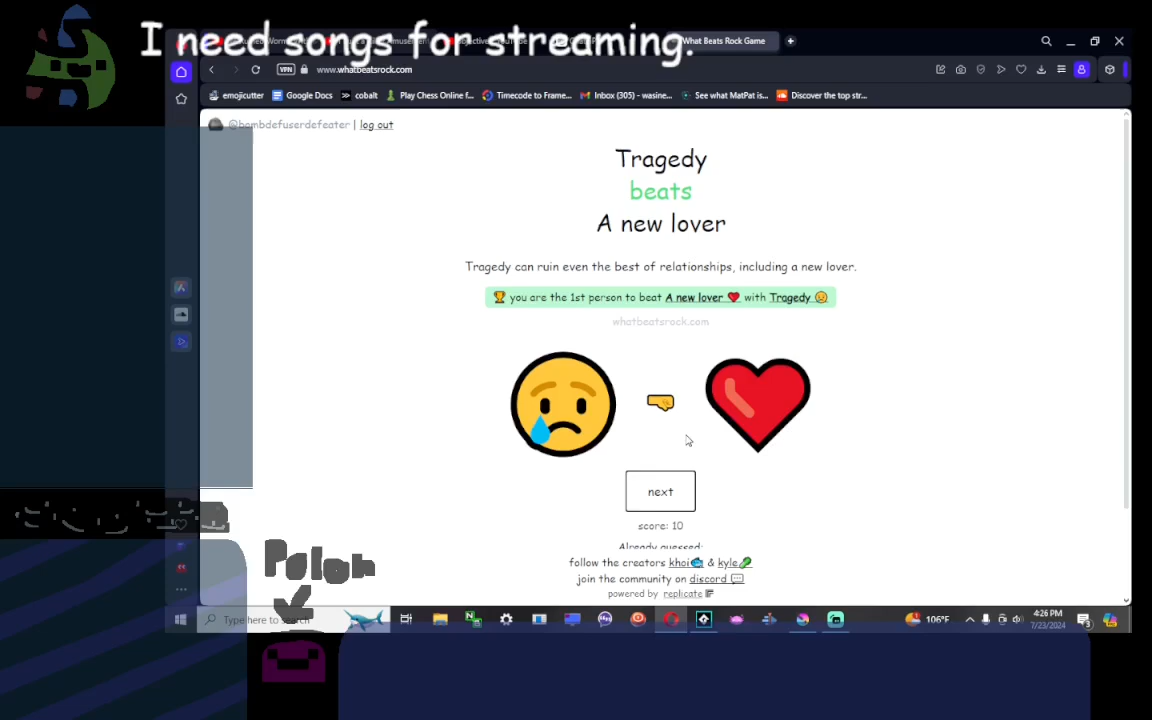 I need songs for streaming.
What Beats Rock Game
www.whatbeatsrock.com
VPN
emojicutter
Google Docs
cobalt
Play Chess Online f...
Timecode to Frame...
Inbox (305) - wasine...
See what MatPat is...
Discover the top str...
@bombdefuserdefeater | log out
Tragedy
beats
A new lover
Tragedy can ruin even the best of relationships, including a new lover.
🏆 you are the 1st person to beat A new lover ❤️ with Tragedy 😢
whatbeatsrock.com
next
score: 10
Already guessed:
follow the creators khoi🐟 & kyle🥒
join the community on discord 💬
powered by replicate
Polon
Type here to search
106°F
4:26 PM
7/23/2024